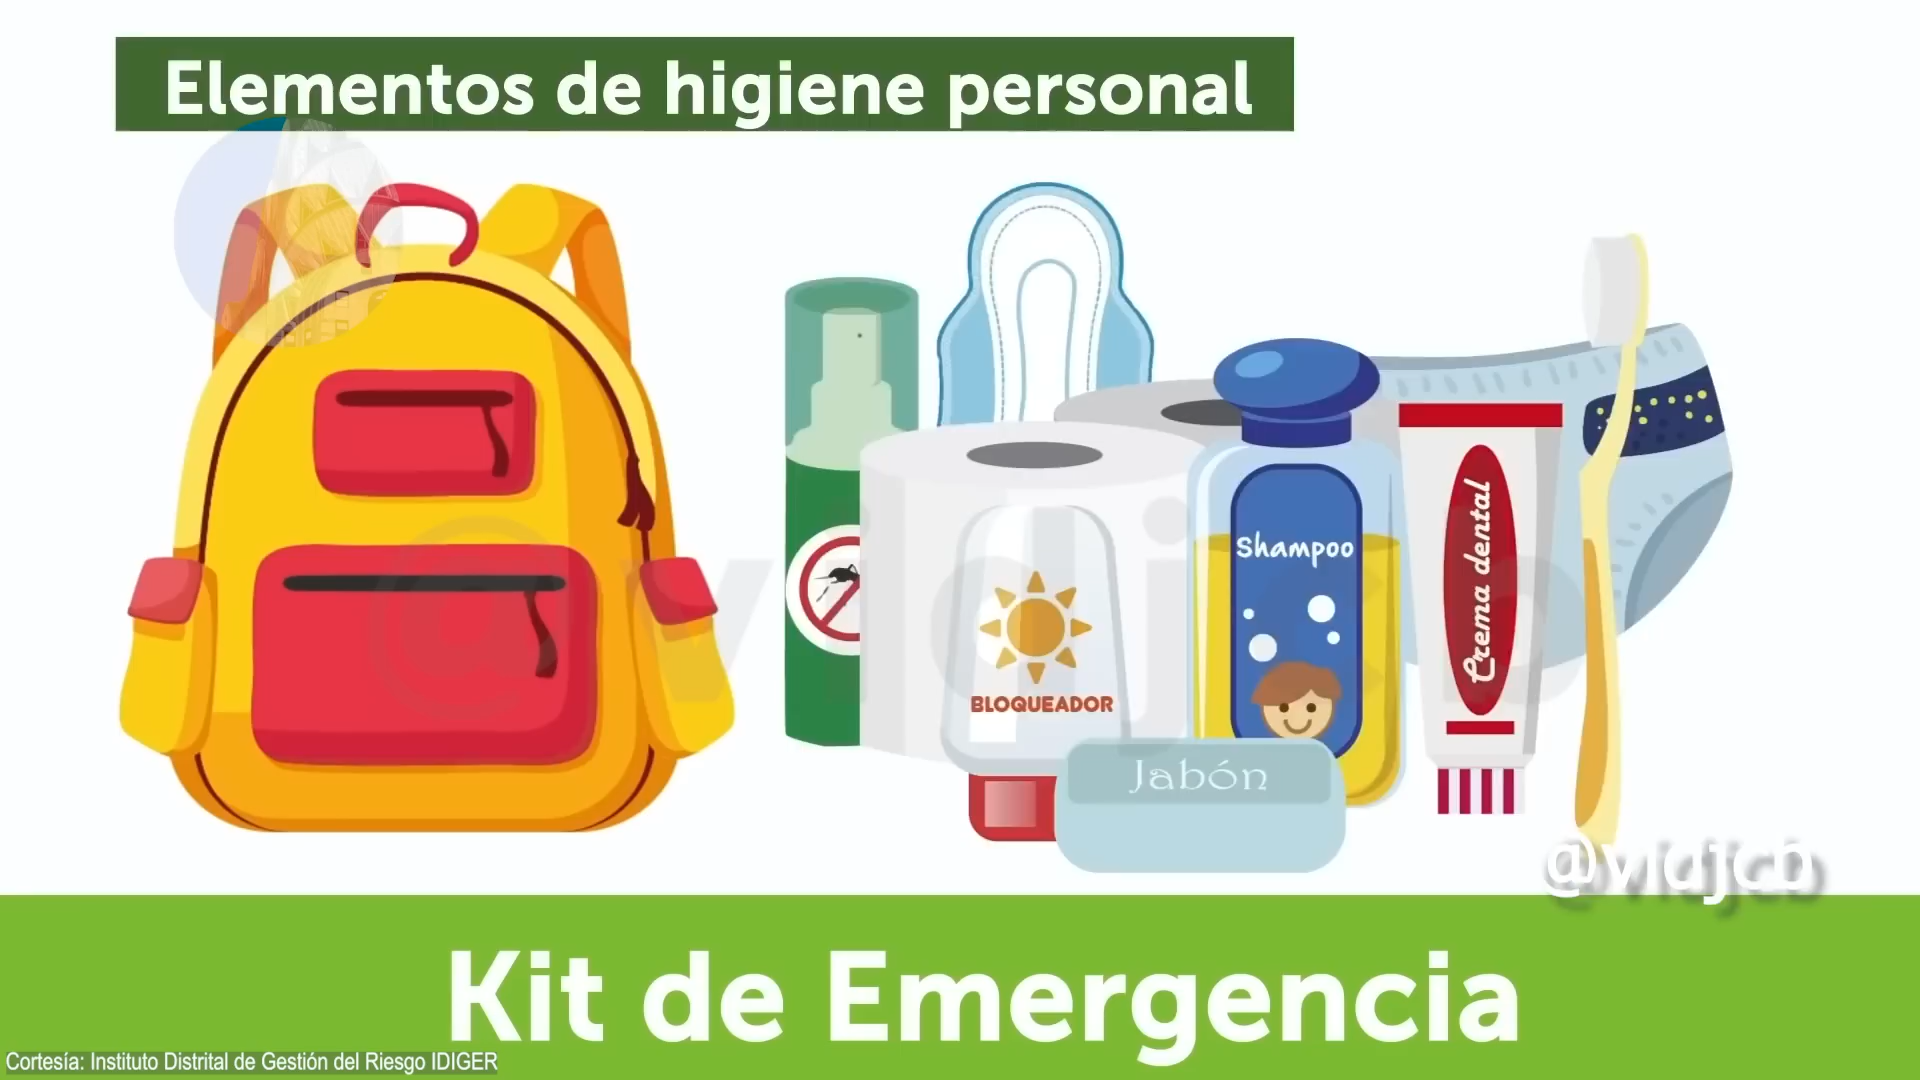 Elementos de higiene personal
Shampoo
Crema dental
BLOQUEADOR
Jabón
@vidjcb
@vidjcb
Kit de Emergencia
Cortesía: Instituto Distrital de Gestión del Riesgo IDIGER